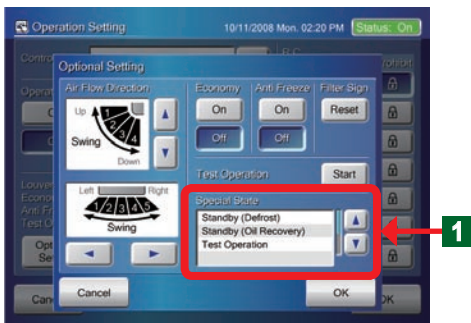 Operation Setting
10/11/2008 Mon. 02:20 PM
Status: On
Optional Setting
Air Flow Direction
Up
1
2
3
4
Swing
Down
Left
Right
1 2 3 4 5
Swing
Economy
On
Off
Anti Freeze
On
Off
Filter Sign
Reset
Test Operation
Start
Special State
Standby (Defrost)
Standby (Oil Recovery)
Test Operation
1
Cancel
OK